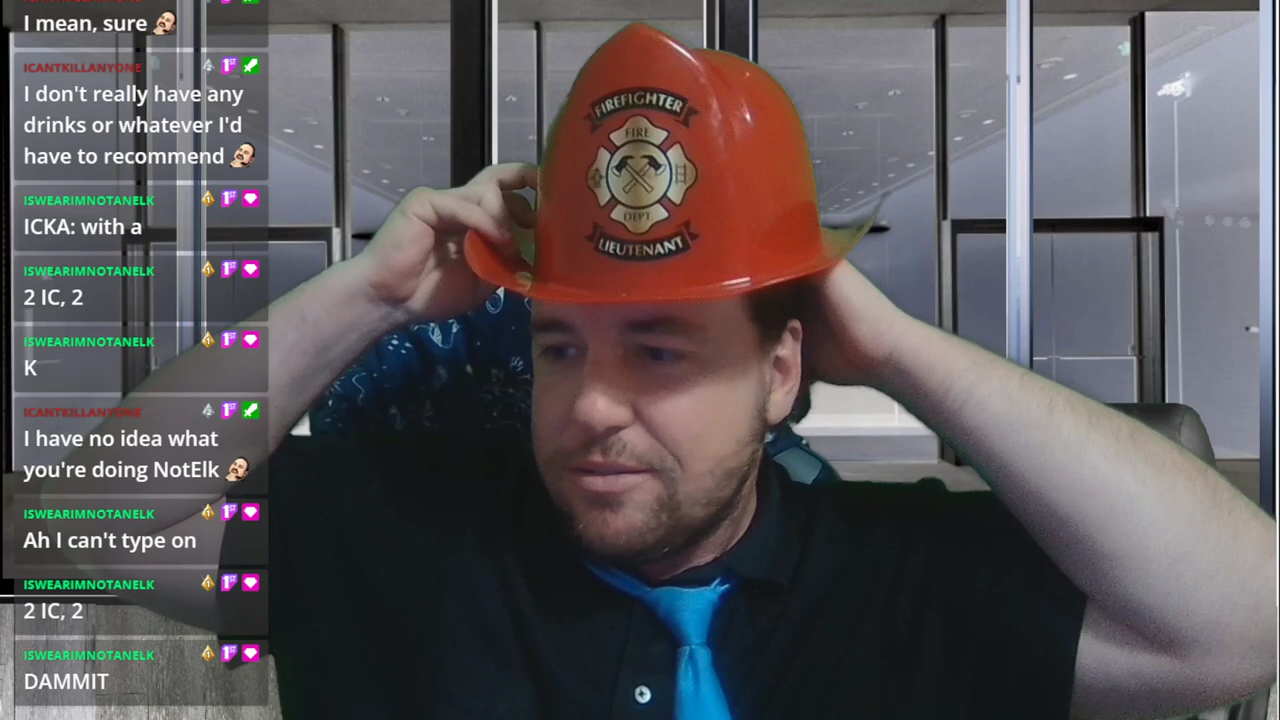 I mean, sure
ICANTKILLANYONE
I don't really have any
drinks or whatever I'd
have to recommend
ISWEARIMNOTANELK
ICKA: with a
ISWEARIMNOTANELK
2 IC, 2
ISWEARIMNOTANELK
K
ICANTKILLANYONE
I have no idea what
you're doing NotElk
ISWEARIMNOTANELK
Ah I can't type on
ISWEARIMNOTANELK
2 IC, 2
ISWEARIMNOTANELK
DAMMIT
FIREFIGHTER
FIRE
DEPT.
LIEUTENANT